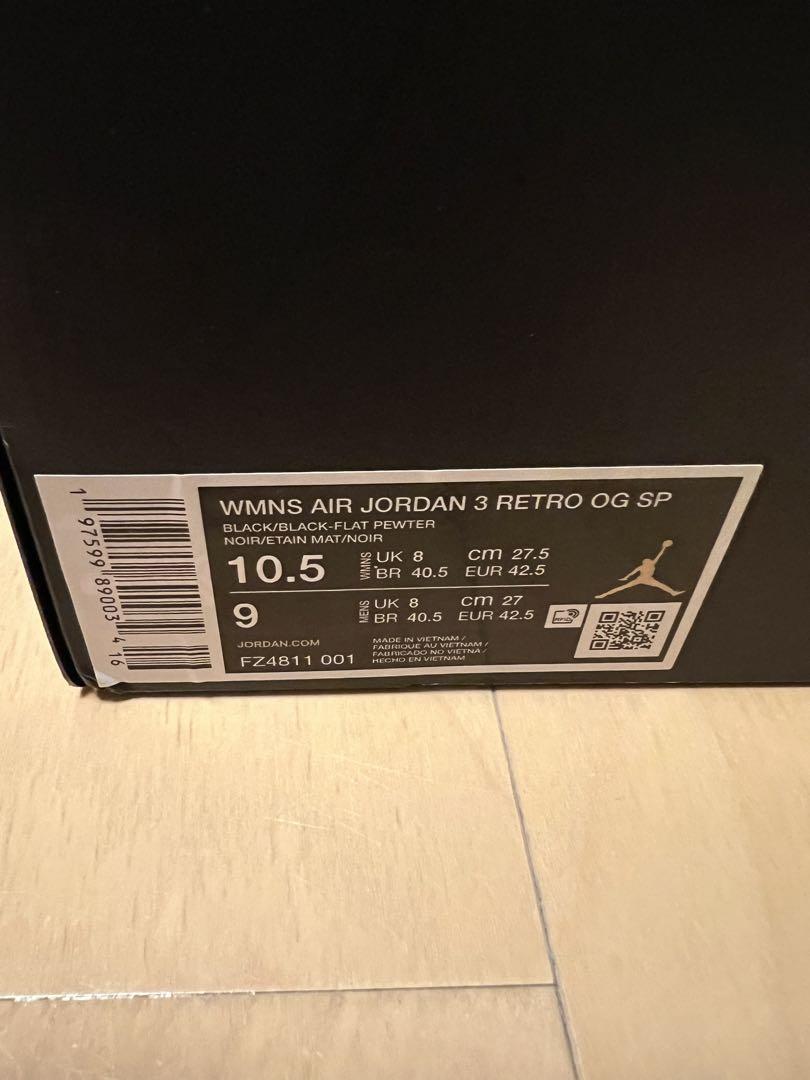 1 97599 89003 4 16
WMNS AIR JORDAN 3 RETRO OG SP
BLACK/BLACK-FLAT PEWTER
NOIR/ETAIN MAT/NOIR
10.5 WMNS UK 8 cm 27.5
BR 40.5 EUR 42.5
9 MENS UK 8 cm 27
BR 40.5 EUR 42.5
JORDAN.COM
FZ4811 001
MADE IN VIETNAM /
FABRIQUE AU VIETNAM /
FABRICADO NO VIETNÃ /
HECHO EN VIETNAM
RFID